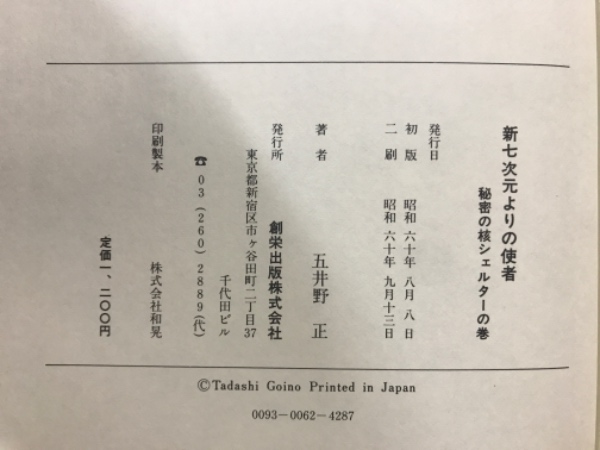 新七次元よりの使者
秘密の核シェルターの巻
発行日
初版 昭和六十年 八月 八日
二刷 昭和六十年 九月十三日
著者 五井野 正
発行所 創栄出版株式会社
東京都新宿区市ヶ谷田町二丁目37
千代田ビル
☎ 03(260)2889(代)
印刷製本 株式会社和晃
定価一、二〇〇円
©Tadashi Goino Printed in Japan
0093-0062-4287